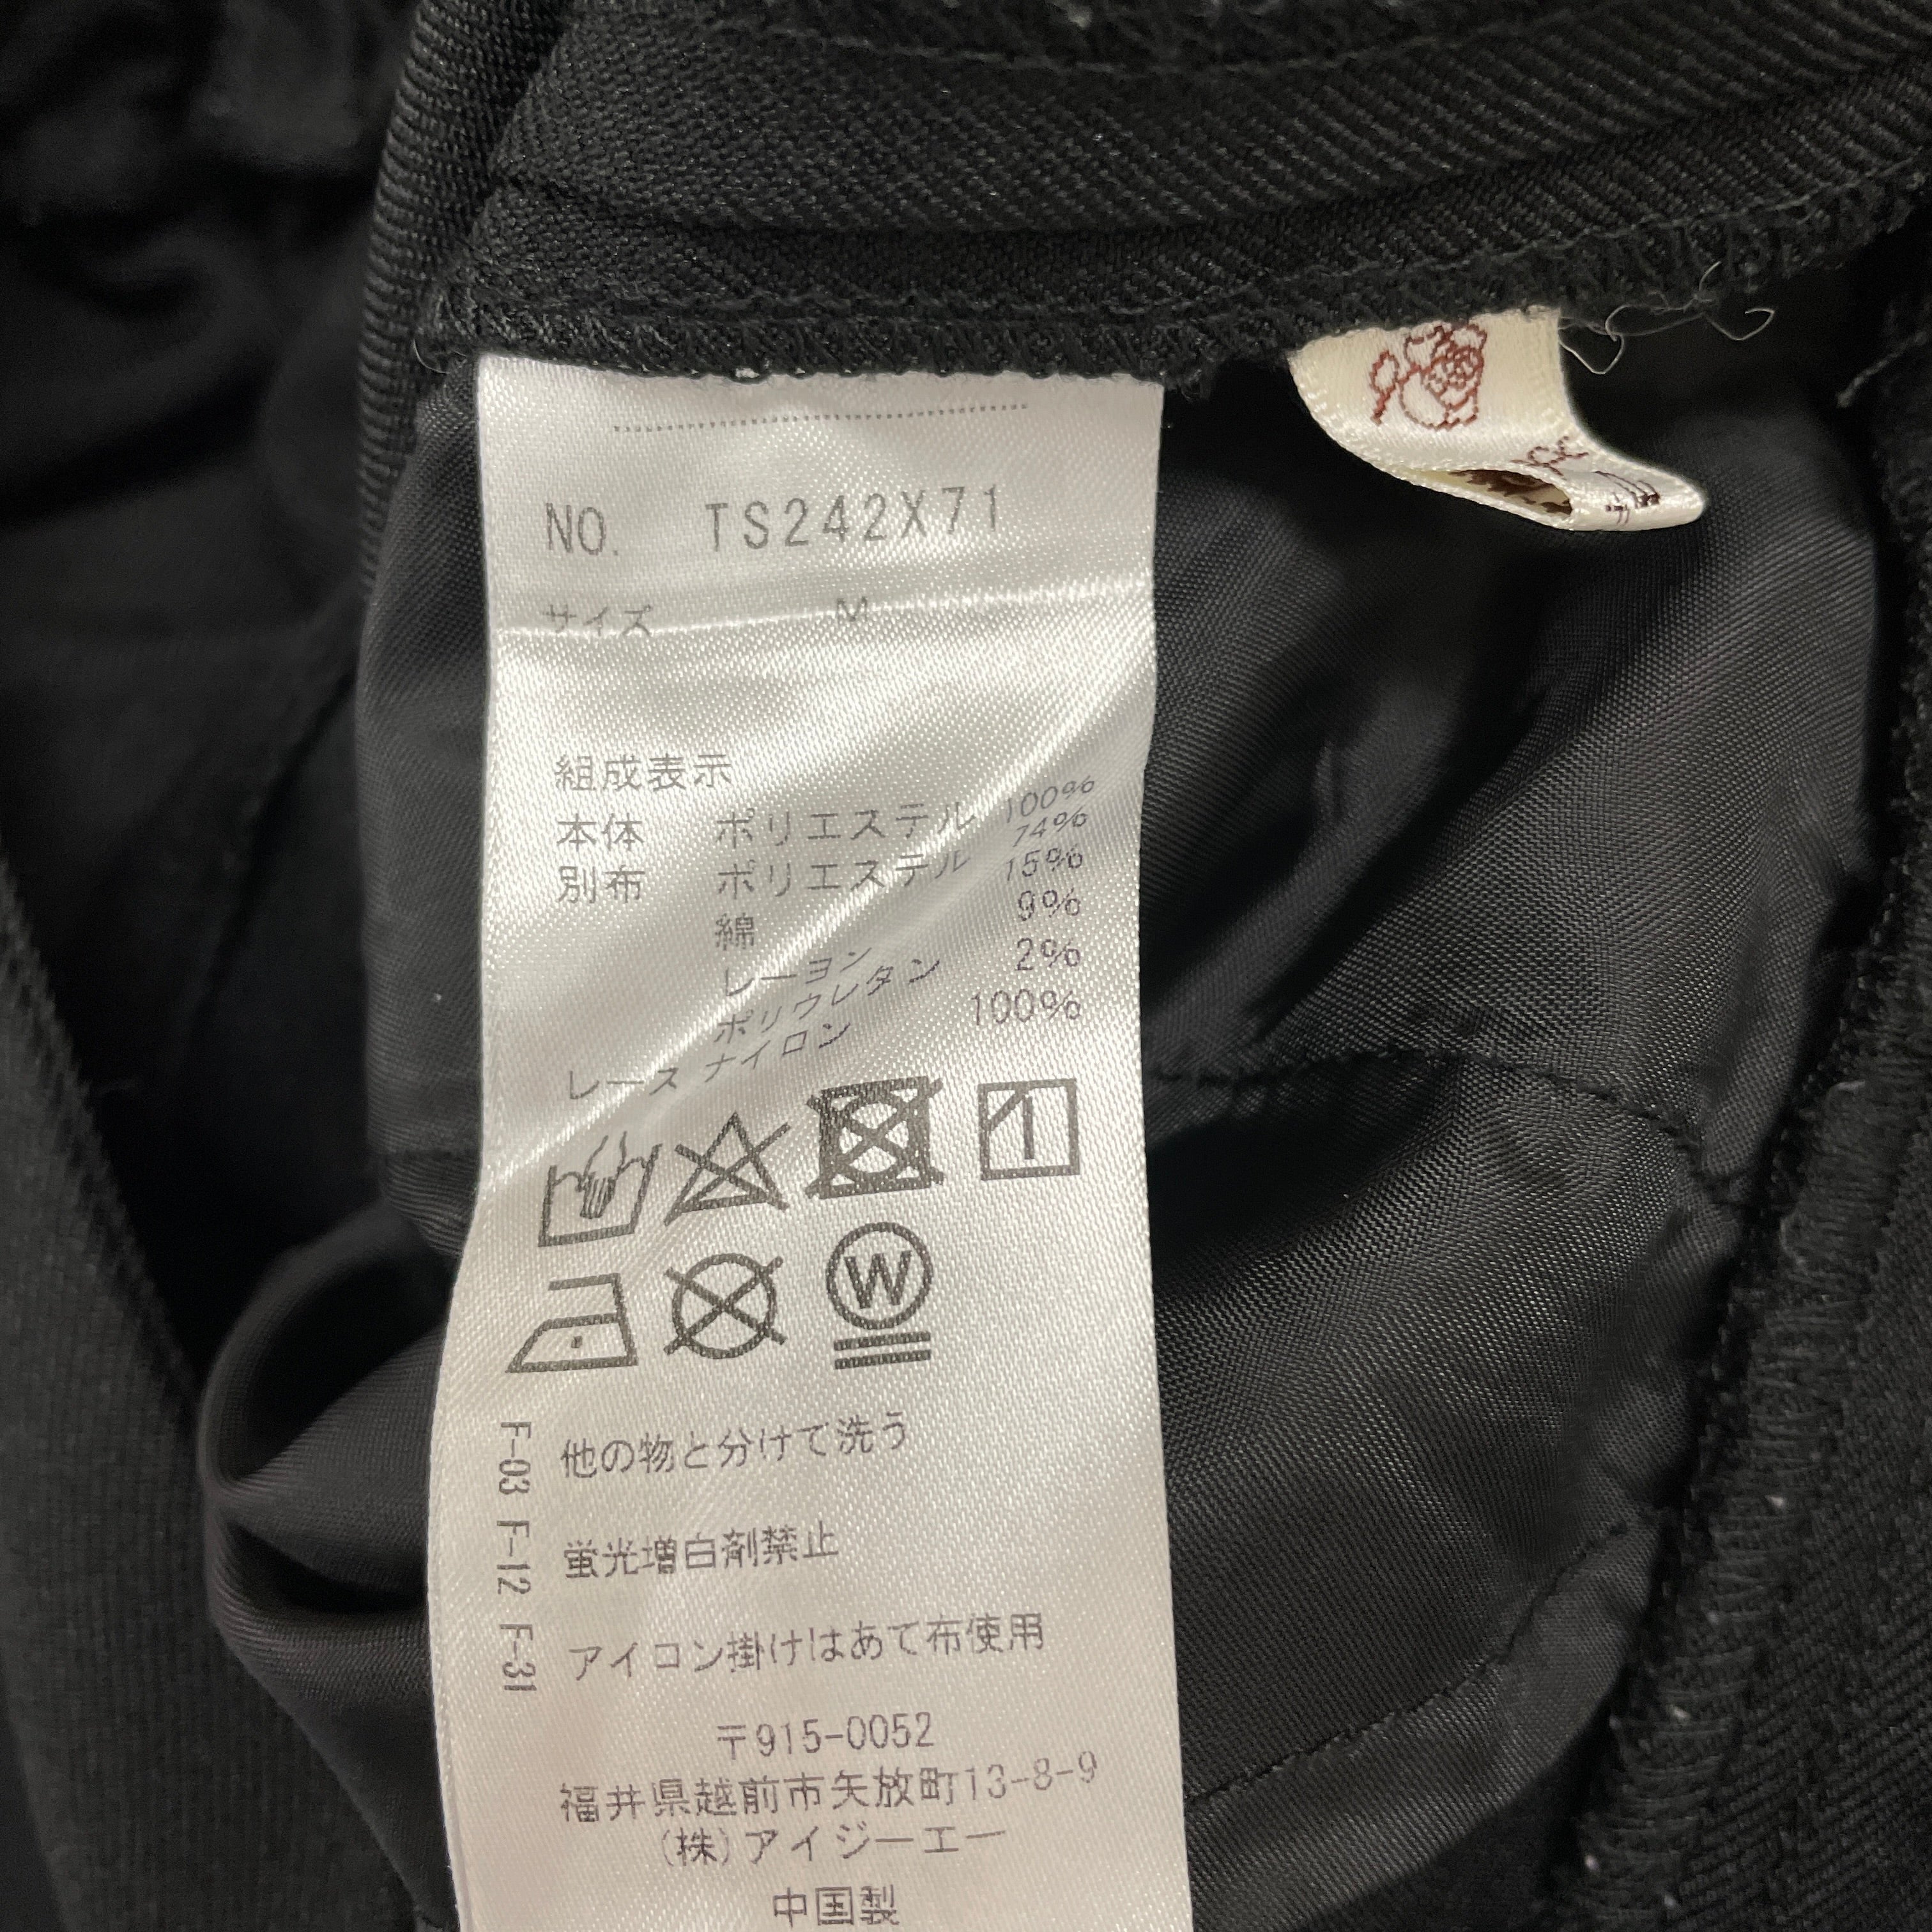 NO. TS242X71
サイズ M
組成表示
本体 ポリエステル 100%
別布 ポリエステル 74%
綿 15%
レーヨン 9%
ポリウレタン 2%
レース ナイロン 100%
W
F-03 他の物と分けて洗う
F-12 蛍光増白剤禁止
F-31 アイロン掛けはあて布使用
〒915-0052
福井県越前市矢放町13-8-9
(株)アイジーエー
中国製